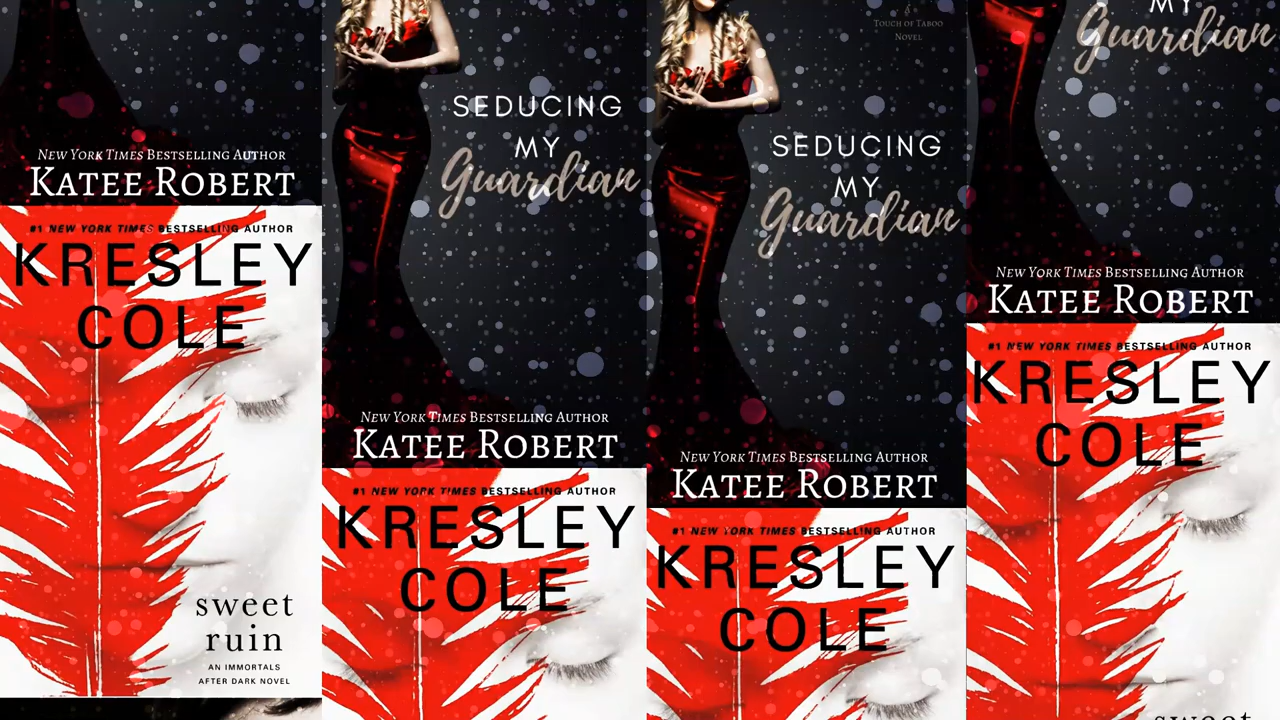 New York Times Bestselling Author
Katee Robert
#1 NEW YORK TIMES BESTSELLING AUTHOR
KRESLEY
COLE
sweet
ruin
AN IMMORTALS
AFTER DARK NOVEL
SEDUCING
MY
Guardian
New York Times Bestselling Author
Katee Robert
#1 NEW YORK TIMES BESTSELLING AUTHOR
KRESLEY
COLE
A
Touch of Taboo
Novel
SEDUCING
MY
Guardian
New York Times Bestselling Author
Katee Robert
#1 NEW YORK TIMES BESTSELLING AUTHOR
KRESLEY
COLE
MY
Guardian
New York Times Bestselling Author
Katee Robert
#1 NEW YORK TIMES BESTSELLING AUTHOR
KRESLEY
COLE
sweet